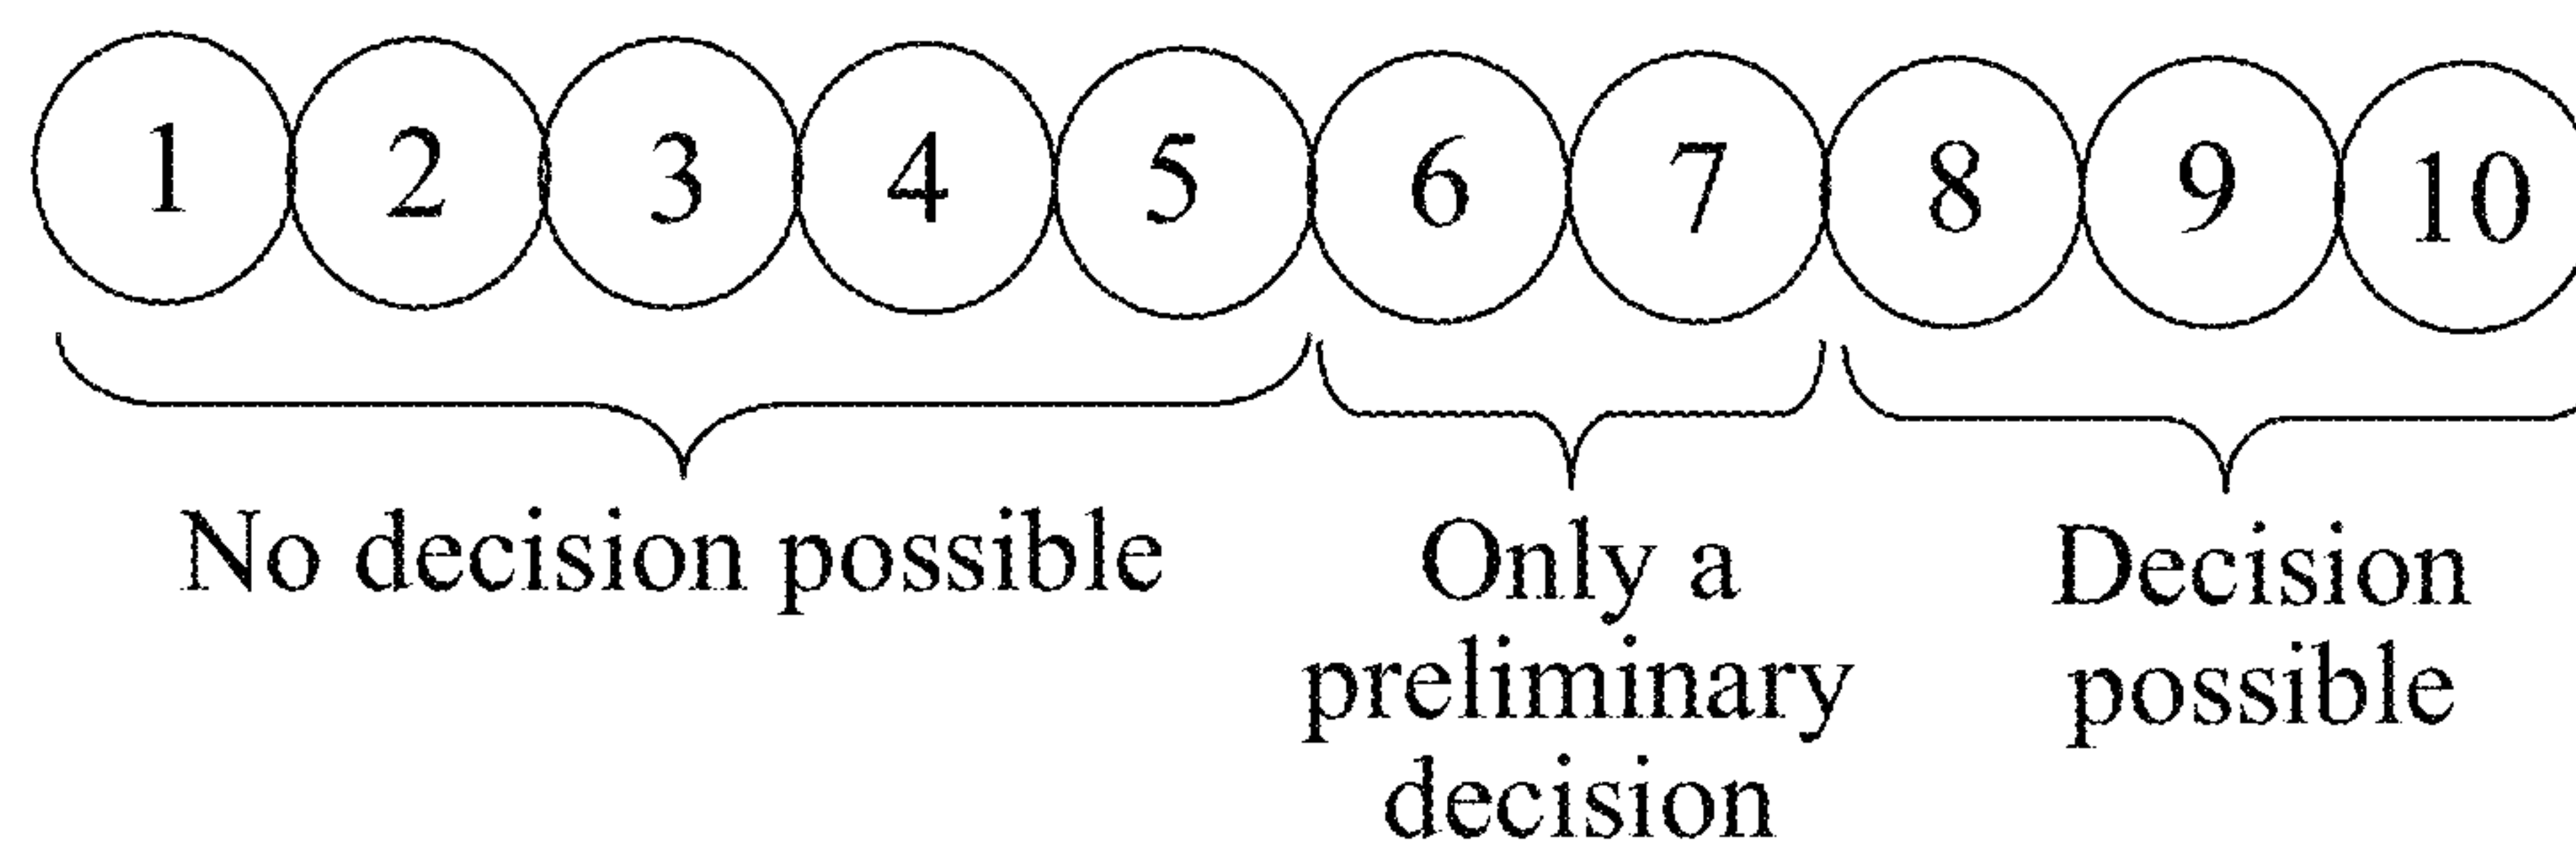 1 2 3 4 5 6 7 8 9 10
No decision possible
Only a
preliminary
decision
Decision
possible